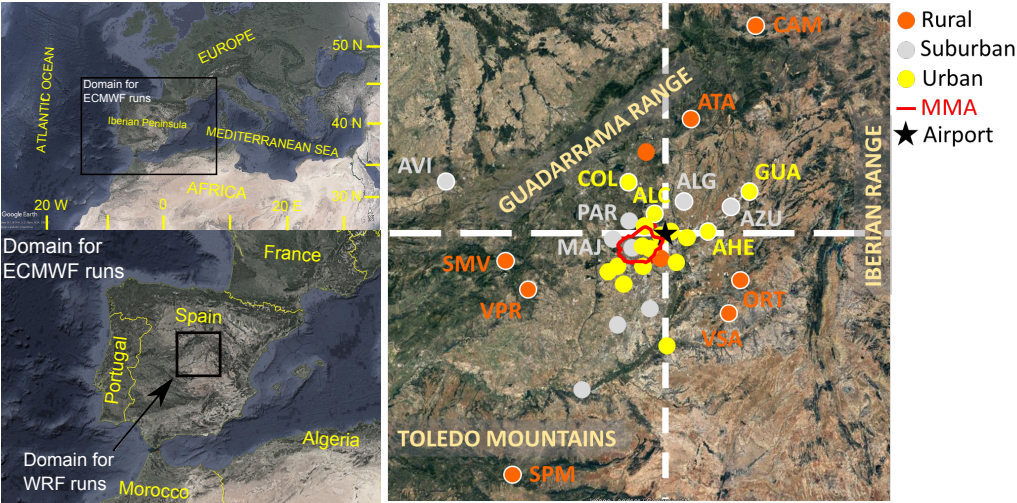 ATLANTIC OCEAN
EUROPE
50 N
Domain for
ECMWF runs
Iberian Peninsula
40 N
MEDITERRANEAN SEA
AFRICA
30 N
Google Earth
20 W
0
20 E
Domain for
ECMWF runs
France
Spain
Portugal
Algeria
Domain for
WRF runs
Morocco
CAM
GUADARRAMA RANGE
ATA
AVI
COL
ALC
ALG
GUA
PAR
AZU
MAJ
AHE
IBERIAN RANGE
SMV
VPR
ORT
VSA
TOLEDO MOUNTAINS
SPM
Rural
Suburban
Urban
MMA
Airport